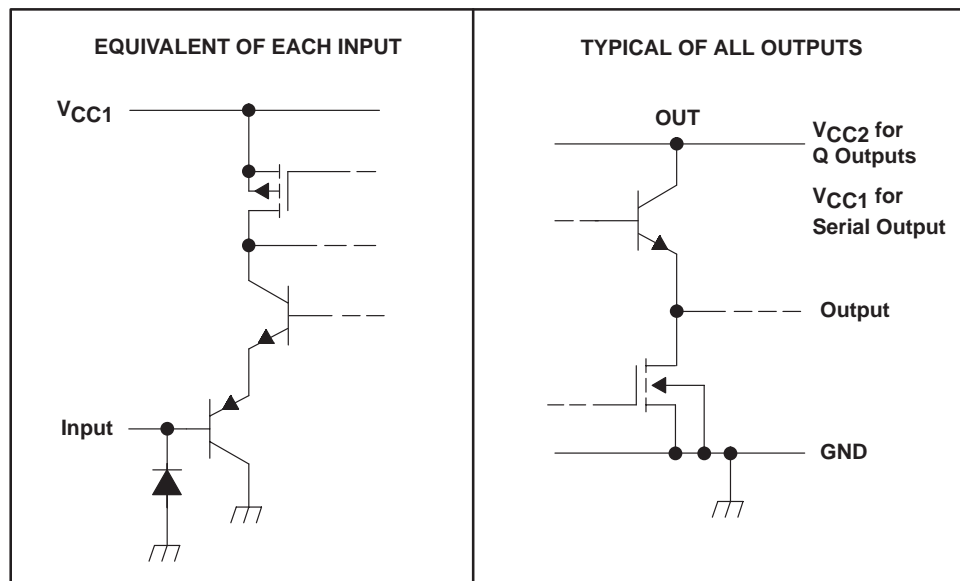 EQUIVALENT OF EACH INPUT
VCC1
Input
TYPICAL OF ALL OUTPUTS
OUT
VCC2 for
Q Outputs
VCC1 for
Serial Output
Output
GND